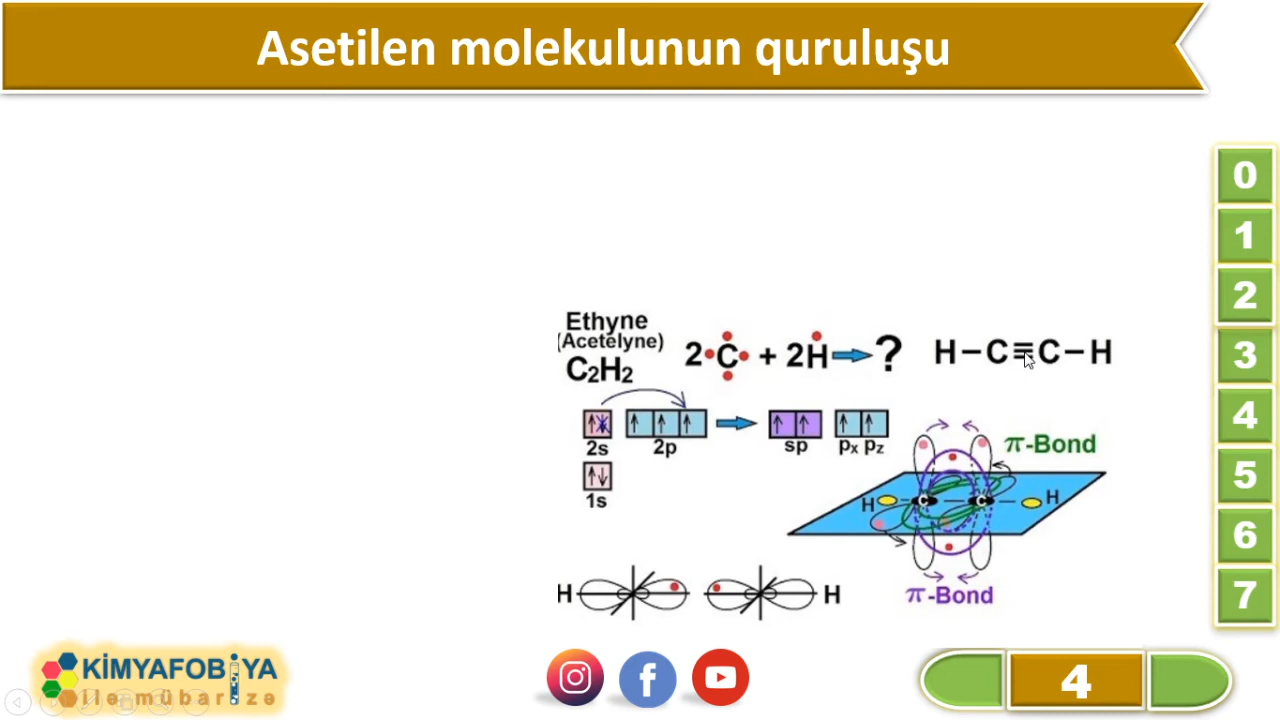 Asetilen molekulunun quruluşu
0
1
2
3
4
5
6
7
Ethyne
(Acetelyne)
C₂H₂
2 C + 2H ?
H–C≡C–H
2s
2p
sp
px pz
1s
π-Bond
H C C H
π-Bond
H
H
KİMYAFOBİYA
ilə mübarizə
4